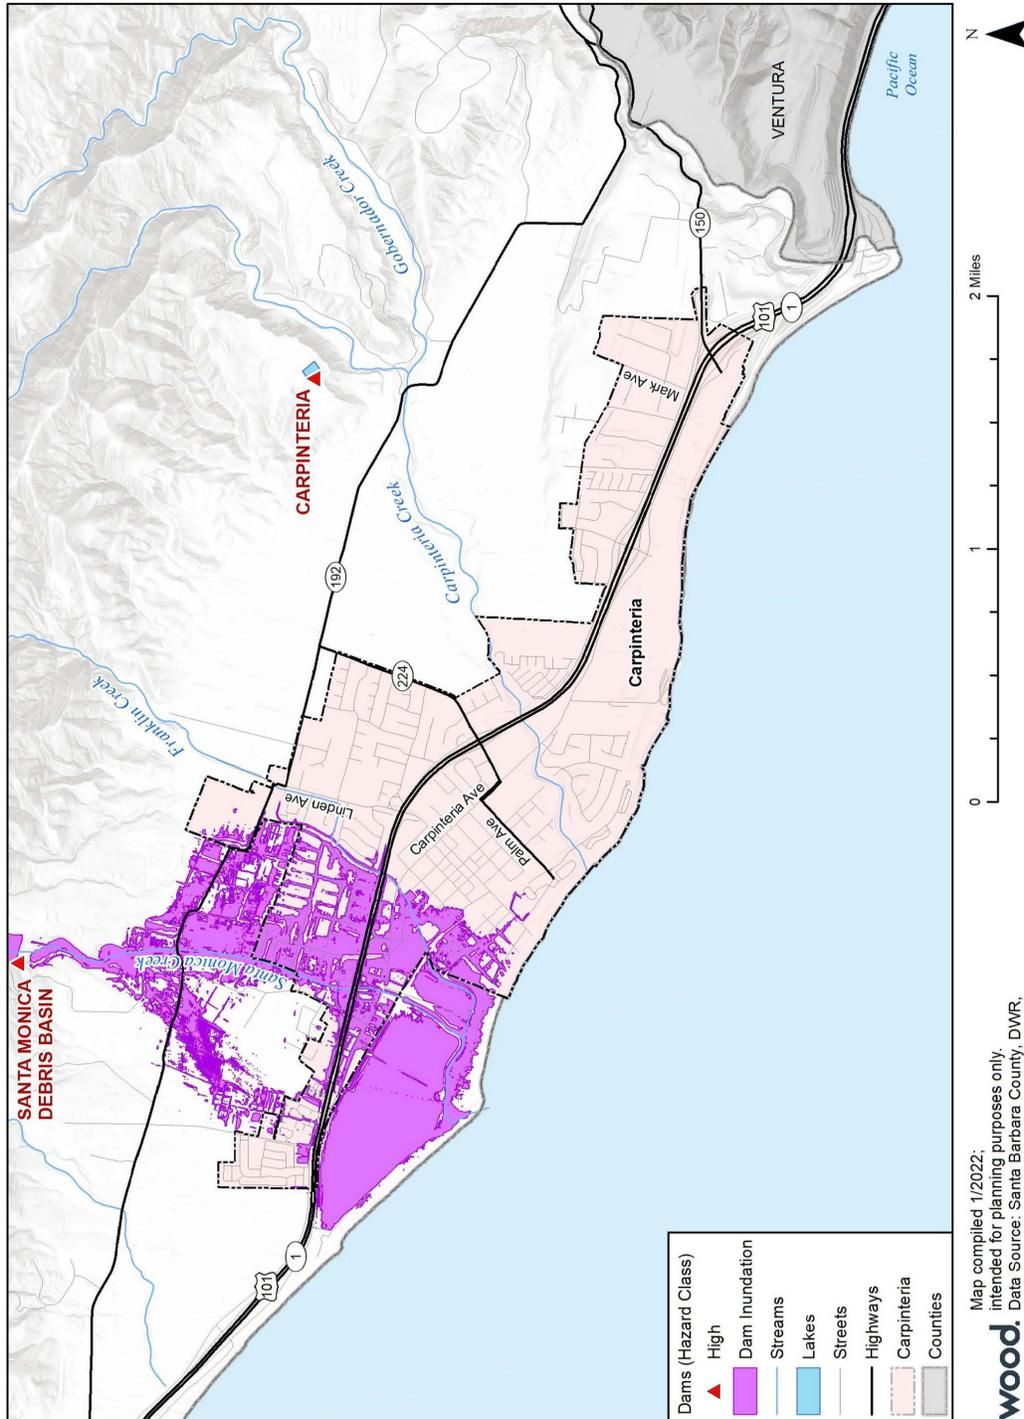 SANTA MONICA
DEBRIS BASIN
Franklin Creek
CARPINTERIA
Gobernador Creek
192
Carpinteria Creek
Santa Monica Creek
Linden Ave
224
Carpinteria Ave
Palm Ave
Mark Ave
150
VENTURA
101
1
Carpinteria
101
1
Pacific
Ocean
Dams (Hazard Class)
High
Dam Inundation
Streams
Lakes
Streets
Highways
Carpinteria
Counties
wood.
Map compiled 1/2022;
intended for planning purposes only.
Data Source: Santa Barbara County, DWR,
0
1
2 Miles
N